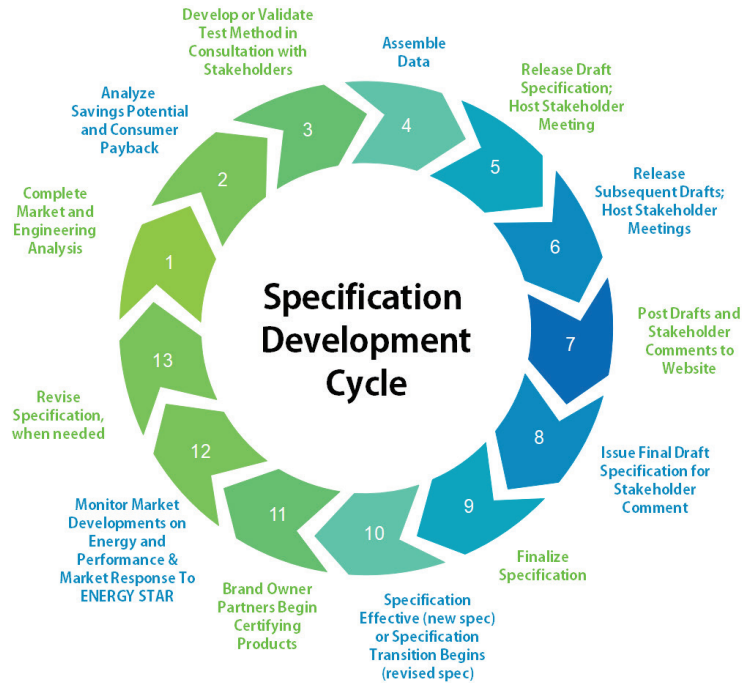 Specification
Development
Cycle
1
Complete
Market and
Engineering
Analysis
2
Analyze
Savings Potential
and Consumer
Payback
3
Develop or Validate
Test Method in
Consultation with
Stakeholders
4
Assemble
Data
5
Release Draft
Specification;
Host Stakeholder
Meeting
6
Release
Subsequent Drafts;
Host Stakeholder
Meetings
7
Post Drafts and
Stakeholder
Comments to
Website
8
Issue Final Draft
Specification for
Stakeholder
Comment
9
Finalize
Specification
10
Specification
Effective (new spec)
or Specification
Transition Begins
(revised spec)
11
Brand Owner
Partners Begin
Certifying
Products
12
Monitor Market
Developments on
Energy and
Performance &
Market Response To
ENERGY STAR
13
Revise
Specification,
when needed